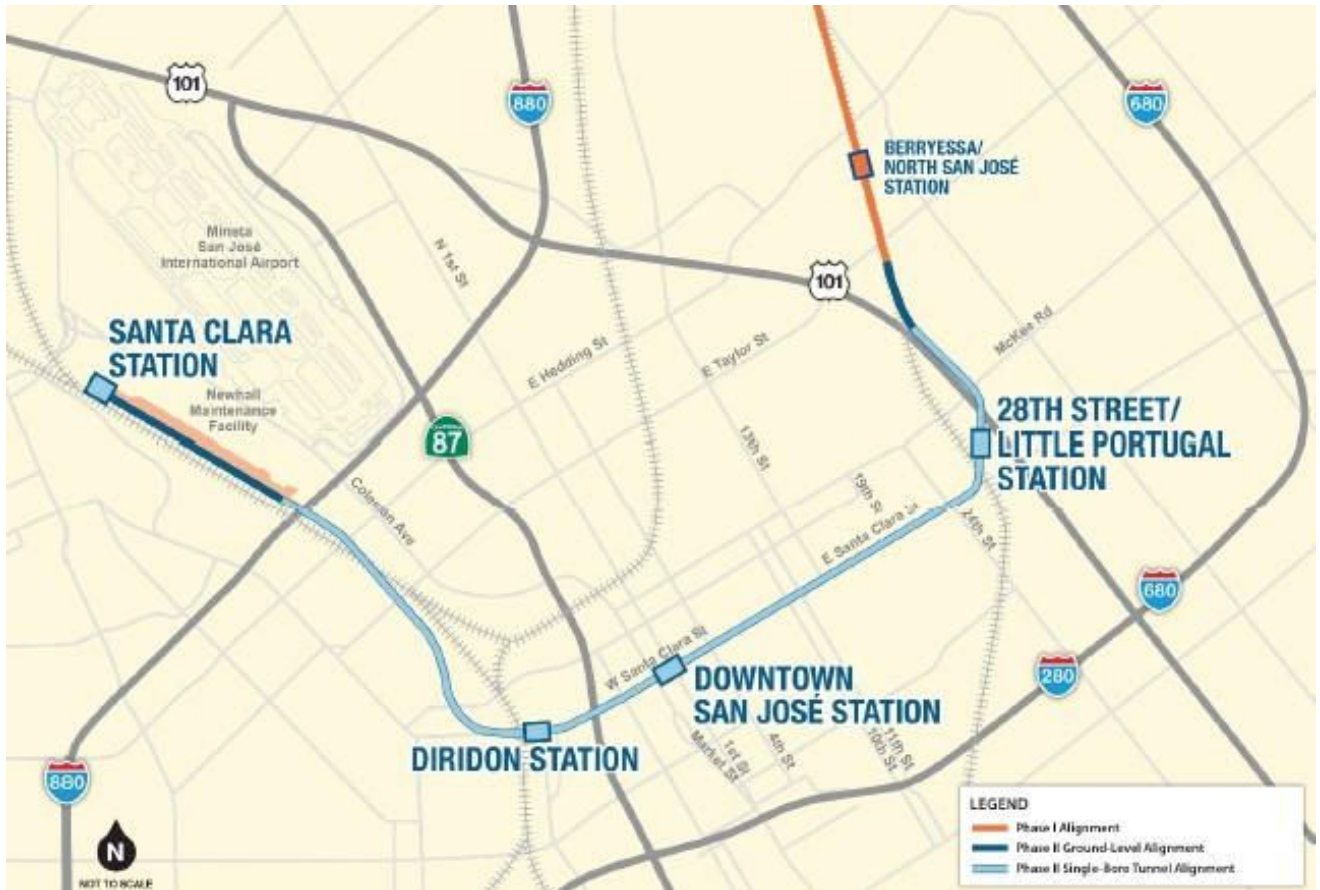 101
880
680
BERRYESSA/
NORTH SAN JOSÉ
STATION
Mineta
San José
International Airport
N 1st St
101
SANTA CLARA
STATION
McKee Rd
E Hedding St
E Taylor St
Newhall
Maintenance
Facility
87
28TH STREET/
LITTLE PORTUGAL
STATION
13th St
19th St
Coleman Ave
24th St
E Santa Clara St
680
W Santa Clara St
280
DOWNTOWN
SAN JOSÉ STATION
DIRIDON STATION
Market St
1st St
4th St
10th St
11th St
880
N
NOT TO SCALE
LEGEND
Phase I Alignment
Phase II Ground-Level Alignment
Phase II Single-Bore Tunnel Alignment